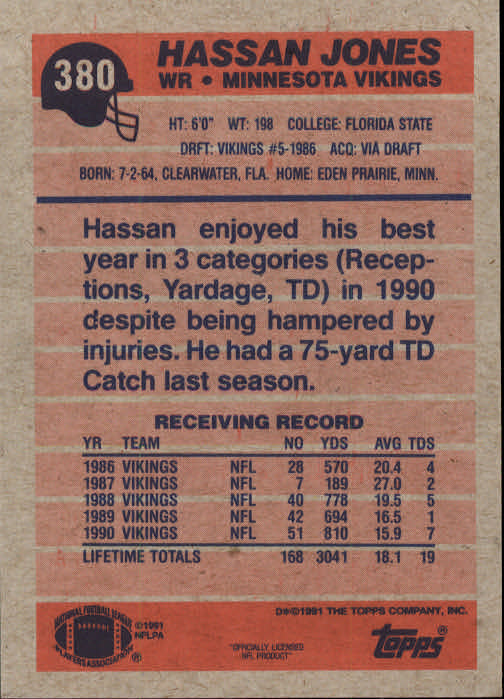 380
HASSAN JONES
WR • MINNESOTA VIKINGS
HT: 6'0" WT: 198 COLLEGE: FLORIDA STATE
DRFT: VIKINGS #5-1986 ACQ: VIA DRAFT
BORN: 7-2-64, CLEARWATER, FLA. HOME: EDEN PRAIRIE, MINN.
Hassan enjoyed his best
year in 3 categories (Recep-
tions, Yardage, TD) in 1990
despite being hampered by
injuries. He had a 75-yard TD
Catch last season.
RECEIVING RECORD
YR TEAM NO YDS AVG TDS
1986 VIKINGS NFL 28 570 20.4 4
1987 VIKINGS NFL 7 189 27.0 2
1988 VIKINGS NFL 40 778 19.5 5
1989 VIKINGS NFL 42 694 16.5 1
1990 VIKINGS NFL 51 810 15.9 7
LIFETIME TOTALS 168 3041 18.1 19
NATIONAL FOOTBALL LEAGUE
PLAYERS ASSOCIATION ®
©1991
NFLPA
D*©1991 THE TOPPS COMPANY, INC.
"OFFICIALLY LICENSED
NFL PRODUCT"
Topps ®